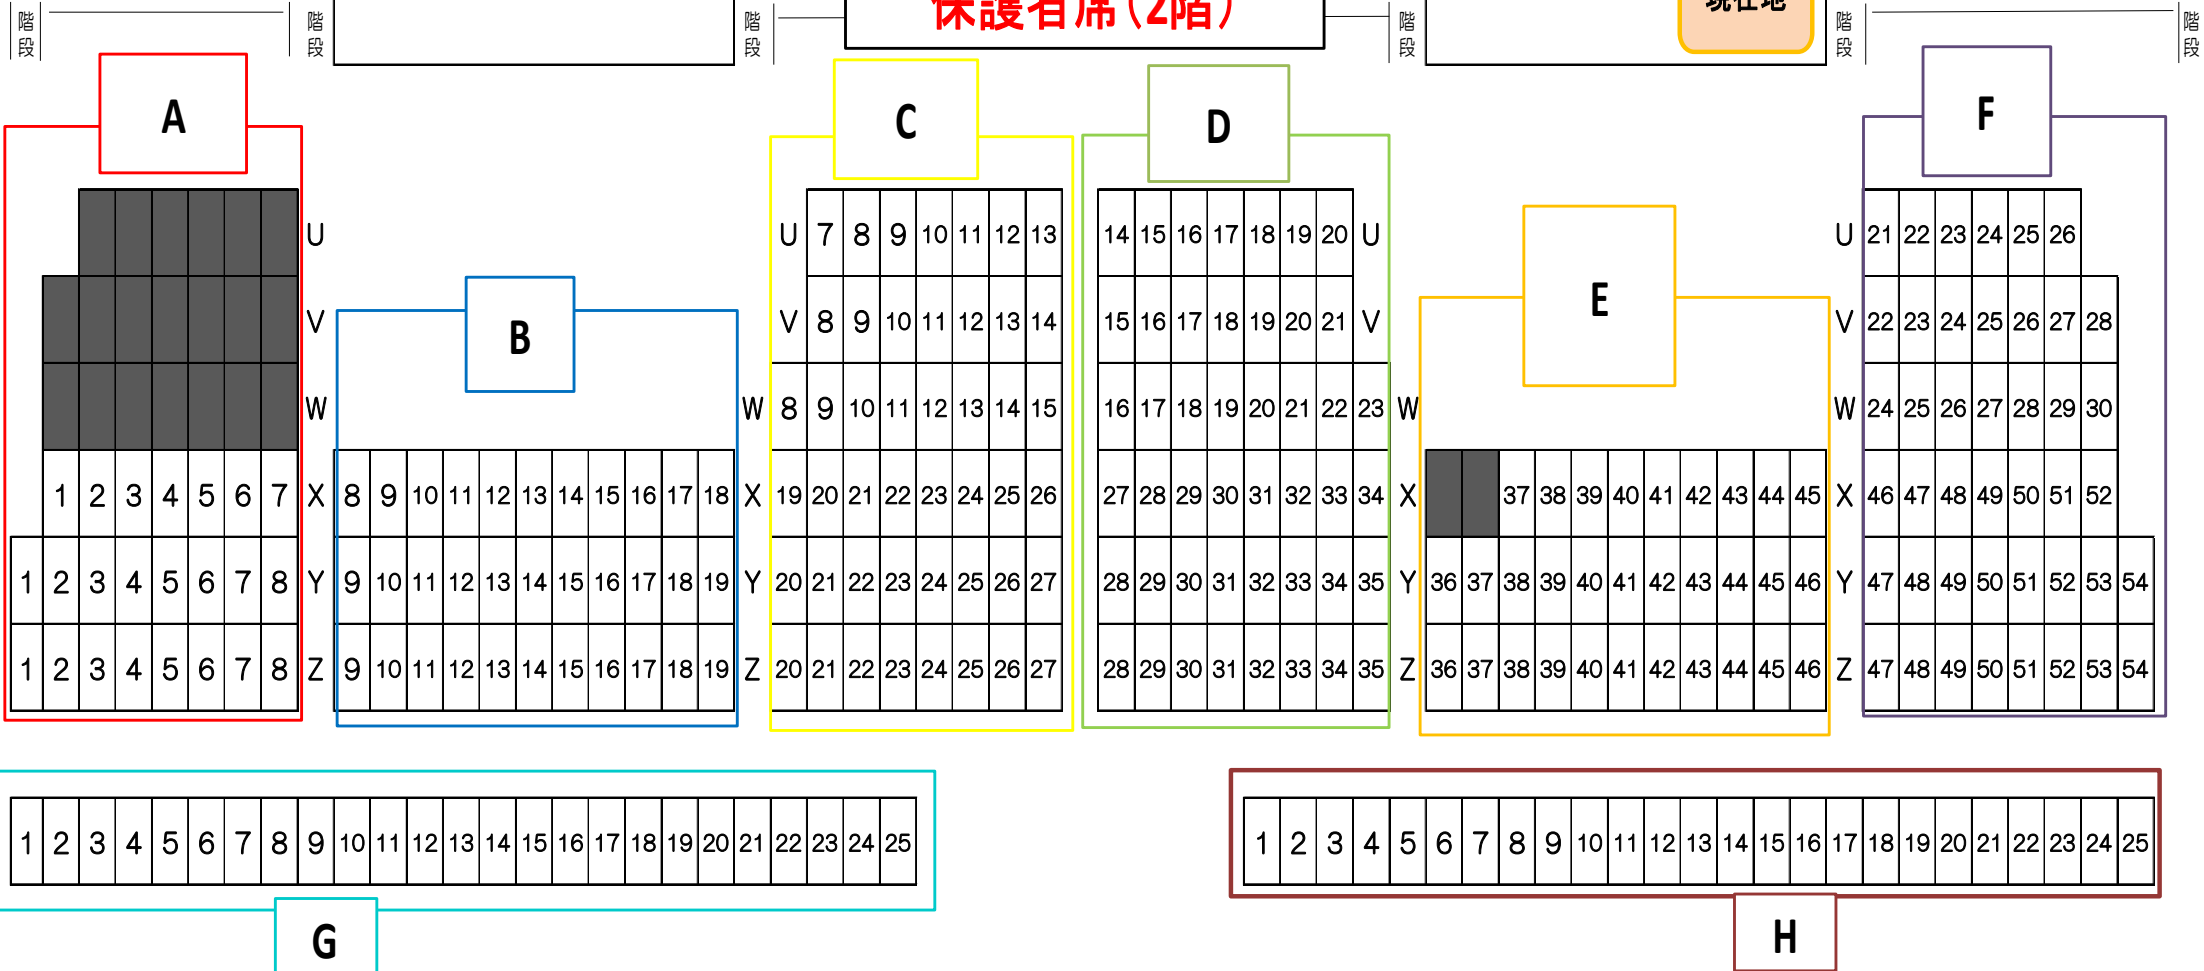 保護者席（2階）
現在地
階段 階段 階段 階段 階段 階段
A
B
C
D
E
F
U U 7 8 9 10 11 12 13 14 15 16 17 18 19 20 U U 21 22 23 24 25 26
V V 8 9 10 11 12 13 14 15 16 17 18 19 20 21 V V 22 23 24 25 26 27 28
W W 8 9 10 11 12 13 14 15 16 17 18 19 20 21 22 23 W W 24 25 26 27 28 29 30
1 2 3 4 5 6 7 X 8 9 10 11 12 13 14 15 16 17 18 X 19 20 21 22 23 24 25 26 27 28 29 30 31 32 33 34 X 37 38 39 40 41 42 43 44 45 X 46 47 48 49 50 51 52
1 2 3 4 5 6 7 8 Y 9 10 11 12 13 14 15 16 17 18 19 Y 20 21 22 23 24 25 26 27 28 29 30 31 32 33 34 35 Y 36 37 38 39 40 41 42 43 44 45 46 Y 47 48 49 50 51 52 53 54
1 2 3 4 5 6 7 8 Z 9 10 11 12 13 14 15 16 17 18 19 Z 20 21 22 23 24 25 26 27 28 29 30 31 32 33 34 35 Z 36 37 38 39 40 41 42 43 44 45 46 Z 47 48 49 50 51 52 53 54
1 2 3 4 5 6 7 8 9 10 11 12 13 14 15 16 17 18 19 20 21 22 23 24 25 1 2 3 4 5 6 7 8 9 10 11 12 13 14 15 16 17 18 19 20 21 22 23 24 25
G
H